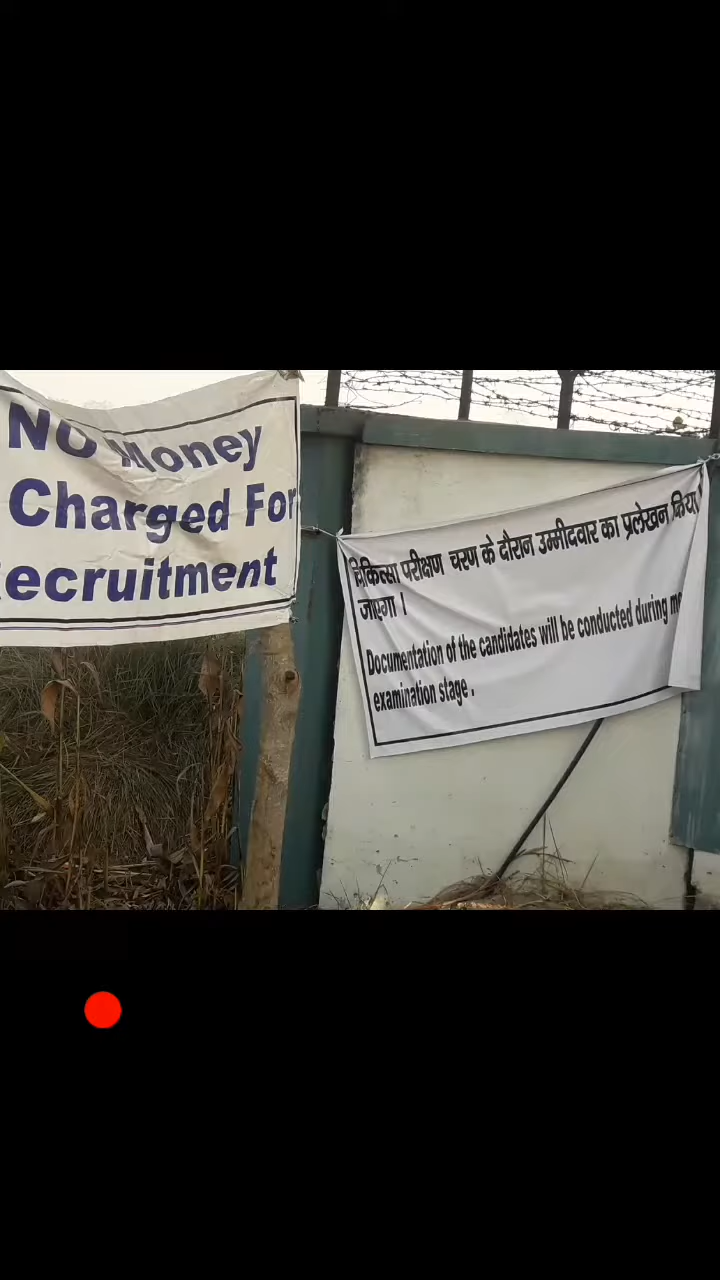 NO Money
Charged For
ecruitment
चिकित्सा परीक्षण चरण के दौरान उम्मीदवार का प्रलेखन किया
जाएगा ।
Documentation of the candidates will be conducted during me
examination stage .